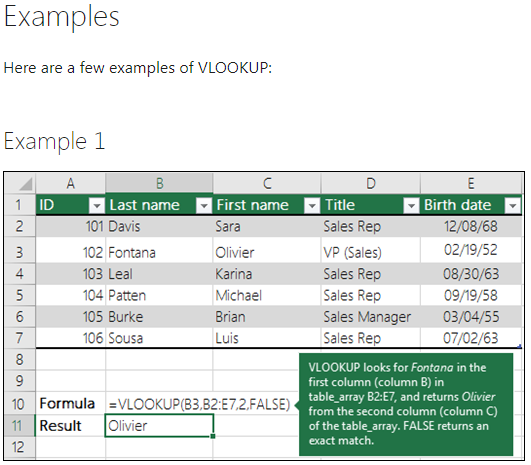 Examples
Here are a few examples of VLOOKUP:
Example 1
A B C D E
1 ID Last name First name Title Birth date
2 101 Davis Sara Sales Rep 12/08/68
3 102 Fontana Olivier VP (Sales) 02/19/52
4 103 Leal Karina Sales Rep 08/30/63
5 104 Patten Michael Sales Rep 09/19/58
6 105 Burke Brian Sales Manager 03/04/55
7 106 Sousa Luis Sales Rep 07/02/63
8
9
10 Formula =VLOOKUP(B3,B2:E7,2,FALSE)
11 Result Olivier
12
VLOOKUP looks for Fontana in the
first column (column B) in
table_array B2:E7, and returns Olivier
from the second column (column C)
of the table_array. FALSE returns an
exact match.